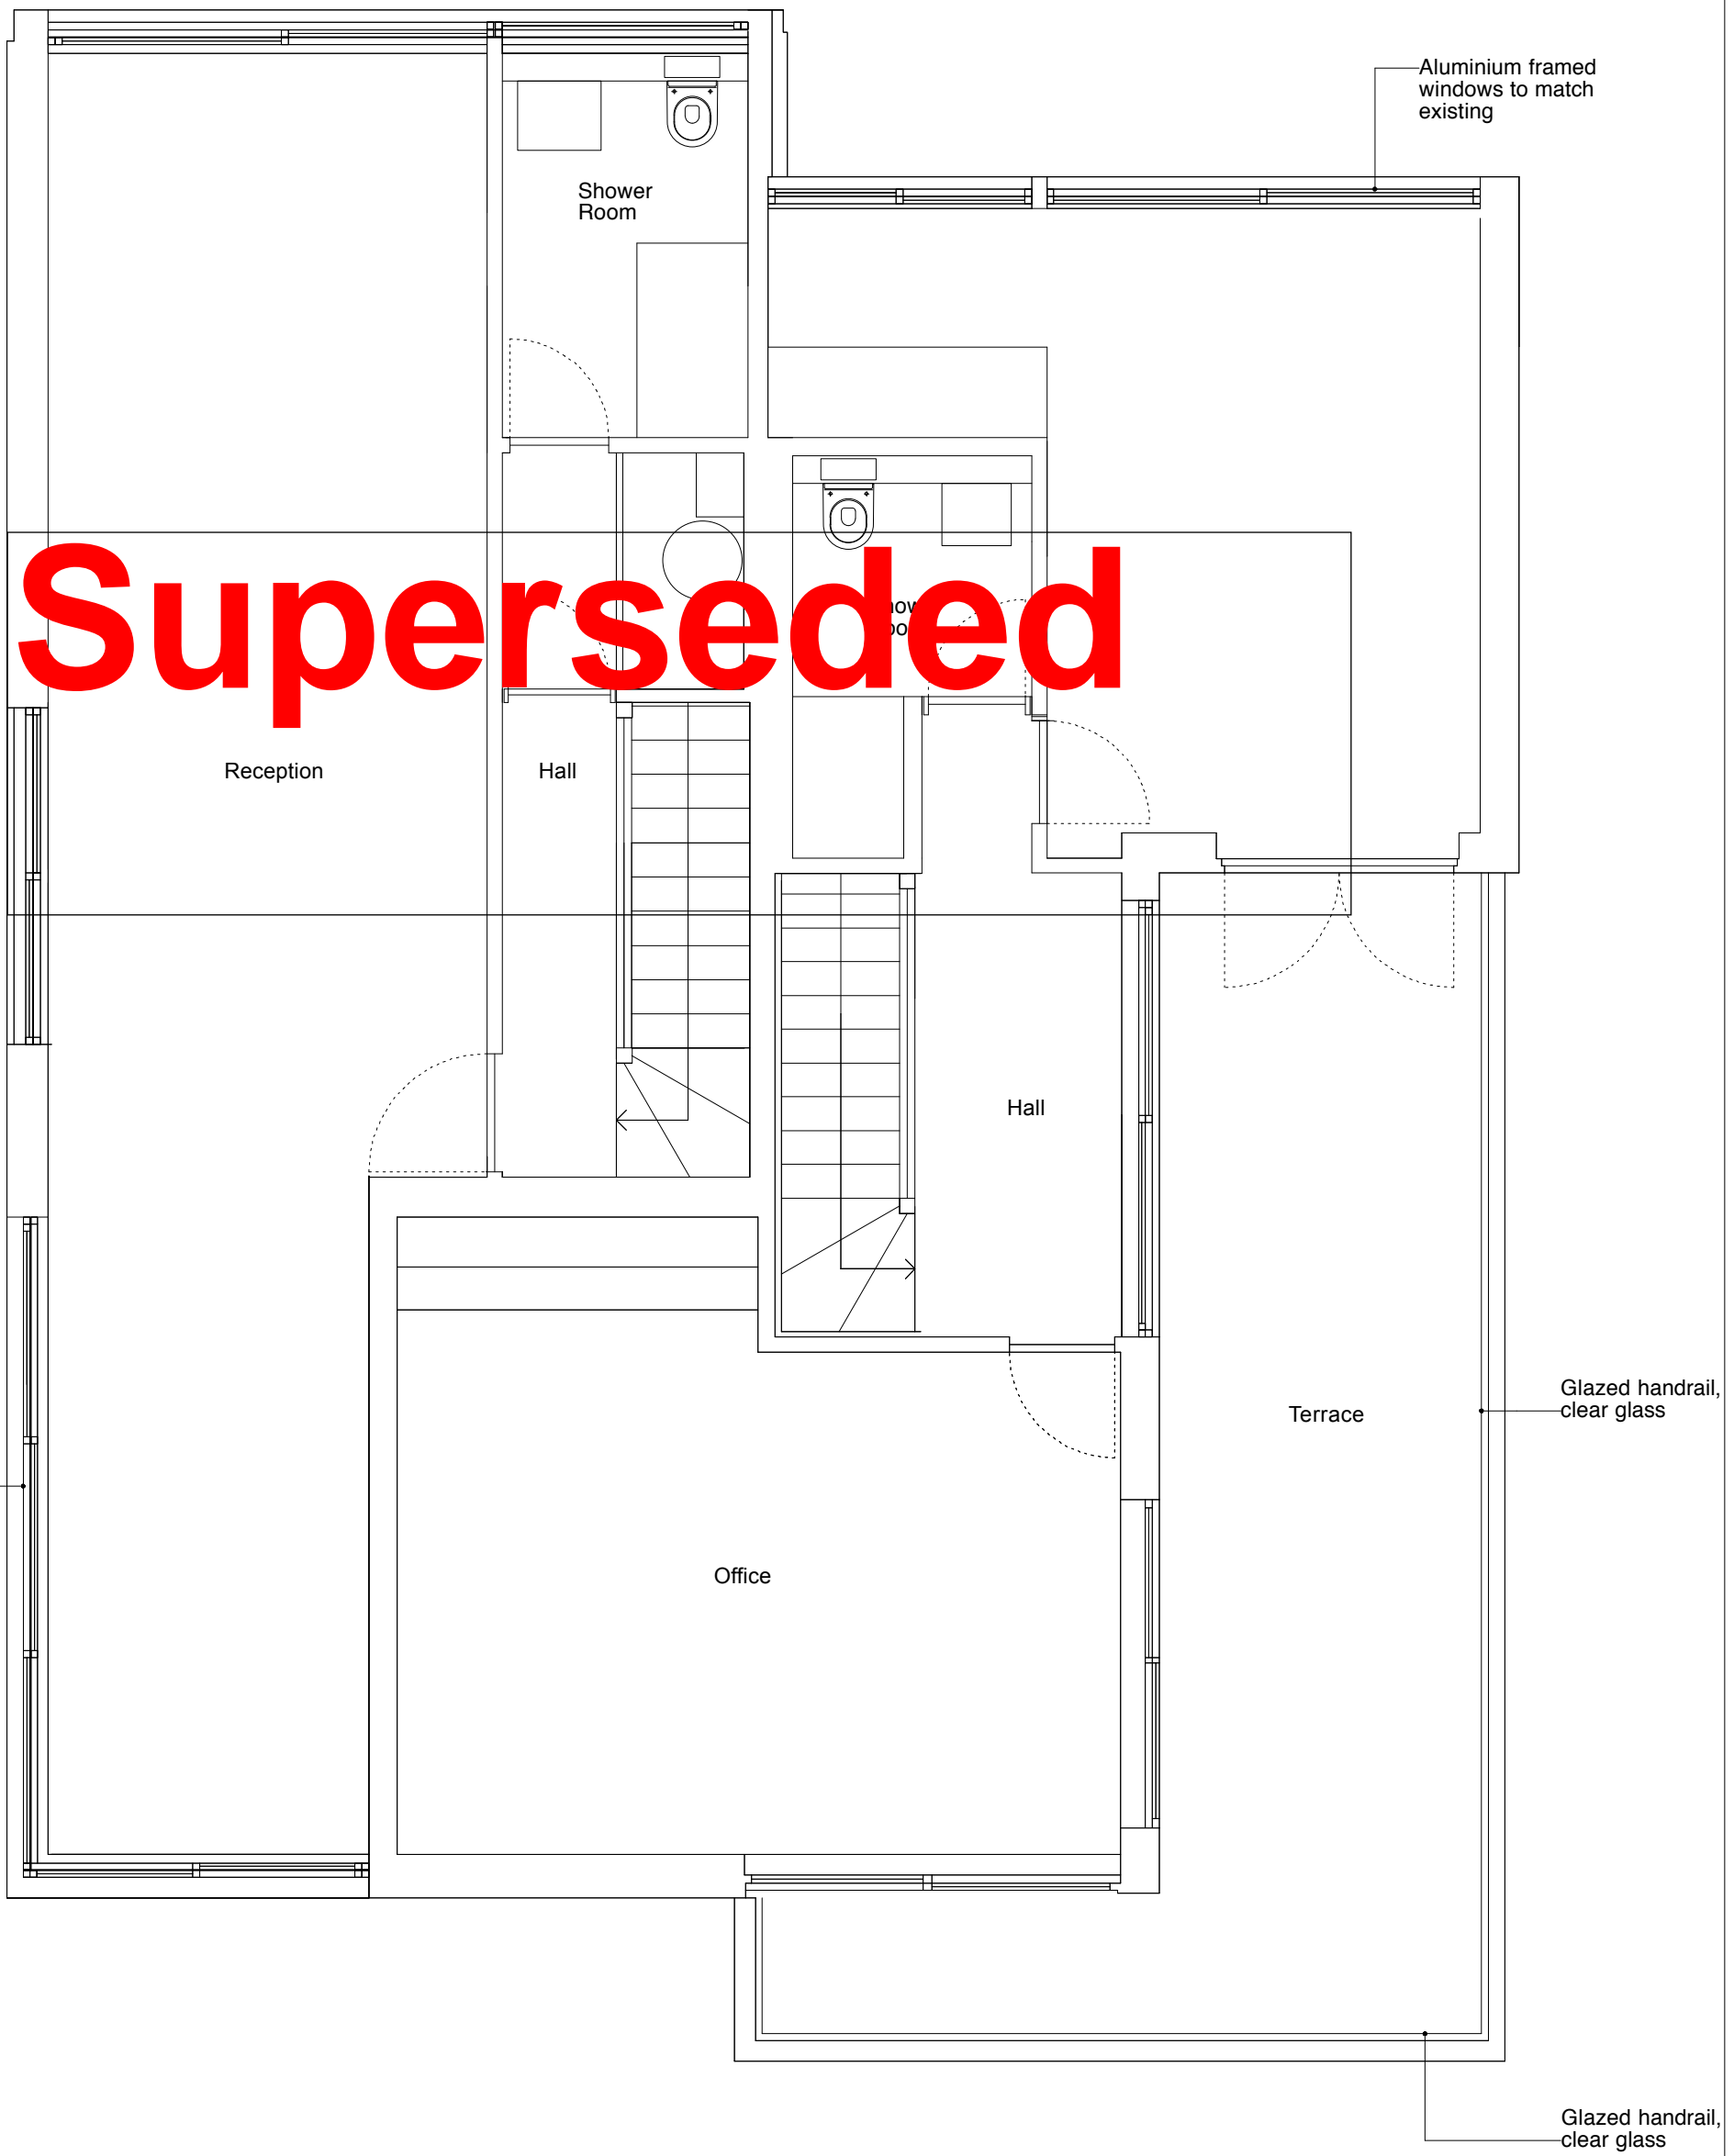 Aluminium framed
windows to match
existing
Shower
Room
Superseded
Reception
Hall
Hall
Glazed handrail,
clear glass
Terrace
Office
Glazed handrail,
clear glass